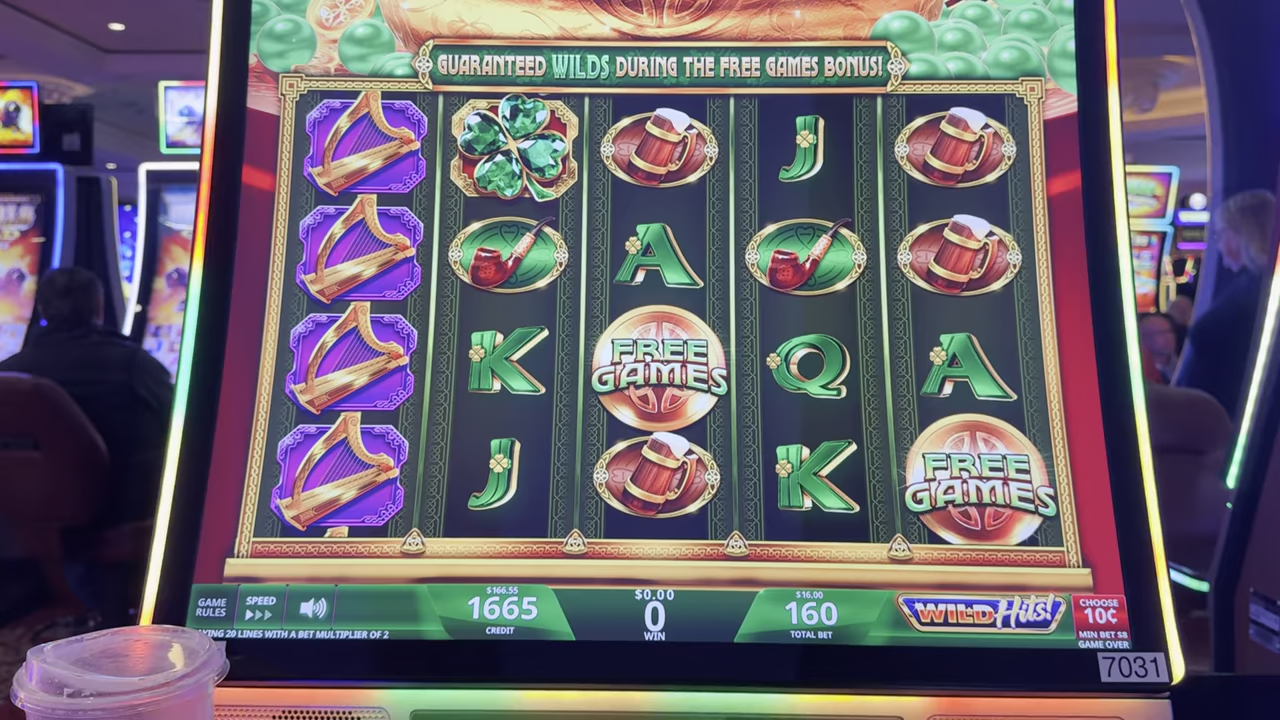 GUARANTEED WILDS DURING THE FREE GAMES BONUS!
J
A
K
FREE GAMES
Q
A
J
K
FREE GAMES
GAME RULES
SPEED
$166.55
1665
CREDIT
$0.00
0
WIN
$16.00
160
TOTAL BET
WILD Hits!
CHOOSE
10¢
MIN BET $8
GAME OVER
YING 20 LINES WITH A BET MULTIPLIER OF 2
7031